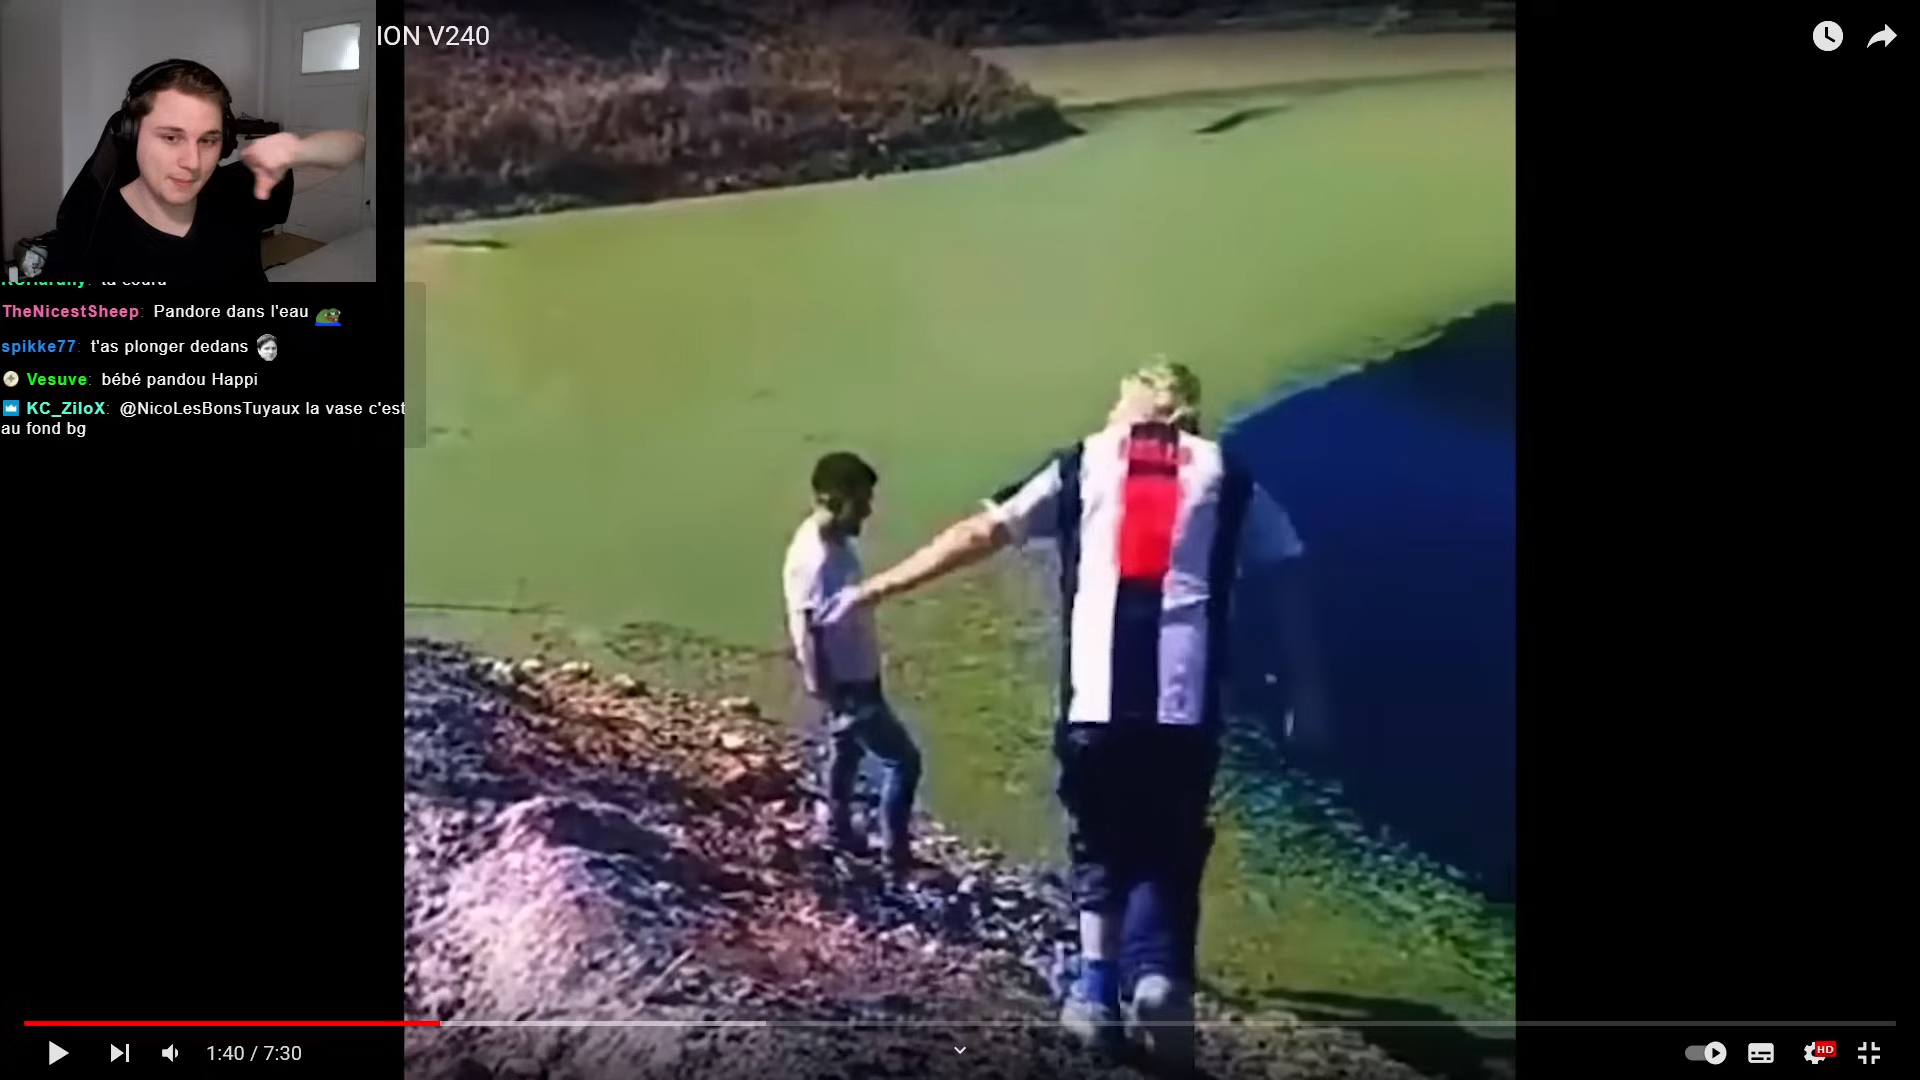 ION V240
TheNicestSheep: Pandore dans l'eau
spikke77: t'as plonger dedans
Vesuve: bébé pandou Happi
KC_ZiloX: @NicoLesBonsTuyaux la vase c'est
au fond bg
1:40 / 7:30
HD